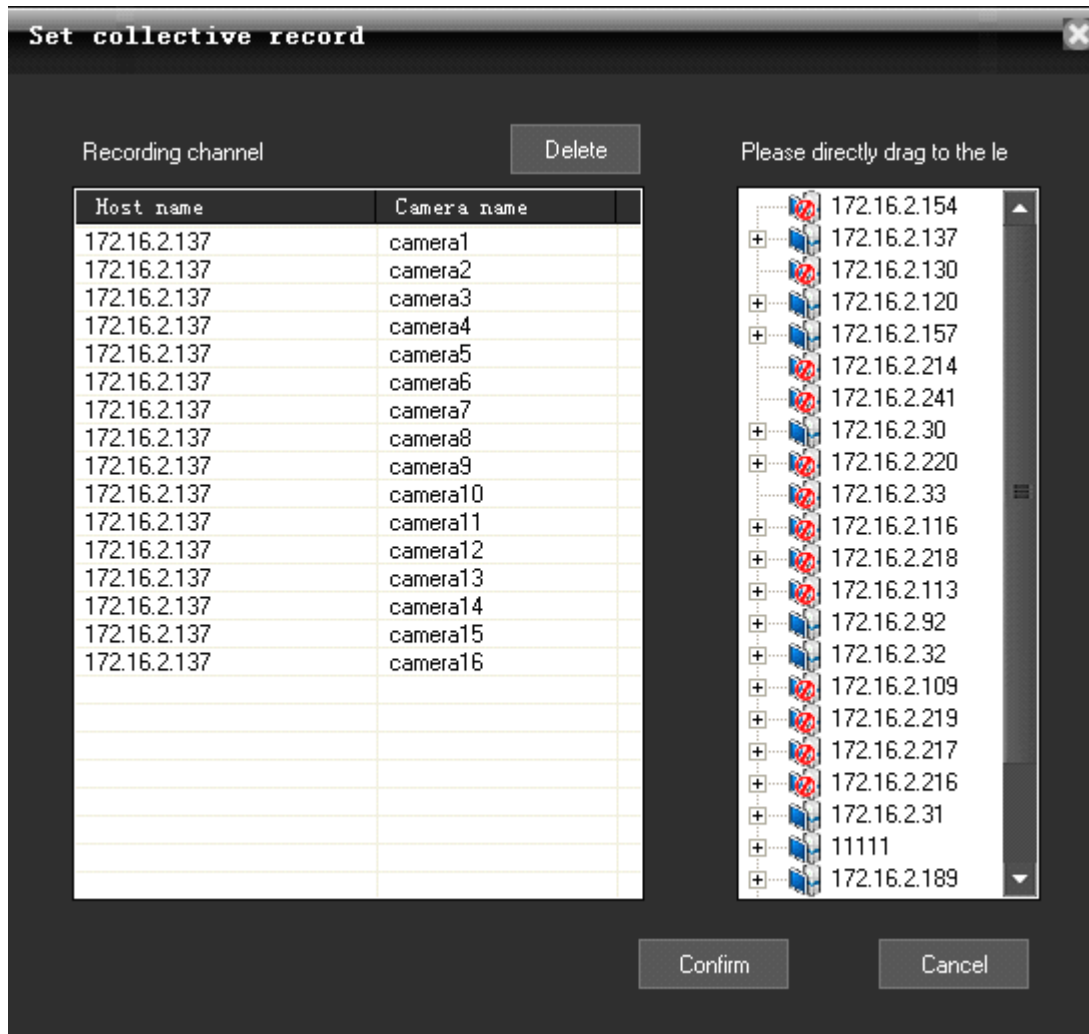 Set collective record
Recording channel
Delete
Please directly drag to the le
Host name Camera name
172.16.2.137 camera1
172.16.2.137 camera2
172.16.2.137 camera3
172.16.2.137 camera4
172.16.2.137 camera5
172.16.2.137 camera6
172.16.2.137 camera7
172.16.2.137 camera8
172.16.2.137 camera9
172.16.2.137 camera10
172.16.2.137 camera11
172.16.2.137 camera12
172.16.2.137 camera13
172.16.2.137 camera14
172.16.2.137 camera15
172.16.2.137 camera16
172.16.2.154
172.16.2.137
172.16.2.130
172.16.2.120
172.16.2.157
172.16.2.214
172.16.2.241
172.16.2.30
172.16.2.220
172.16.2.33
172.16.2.116
172.16.2.218
172.16.2.113
172.16.2.92
172.16.2.32
172.16.2.109
172.16.2.219
172.16.2.217
172.16.2.216
172.16.2.31
11111
172.16.2.189
Confirm
Cancel